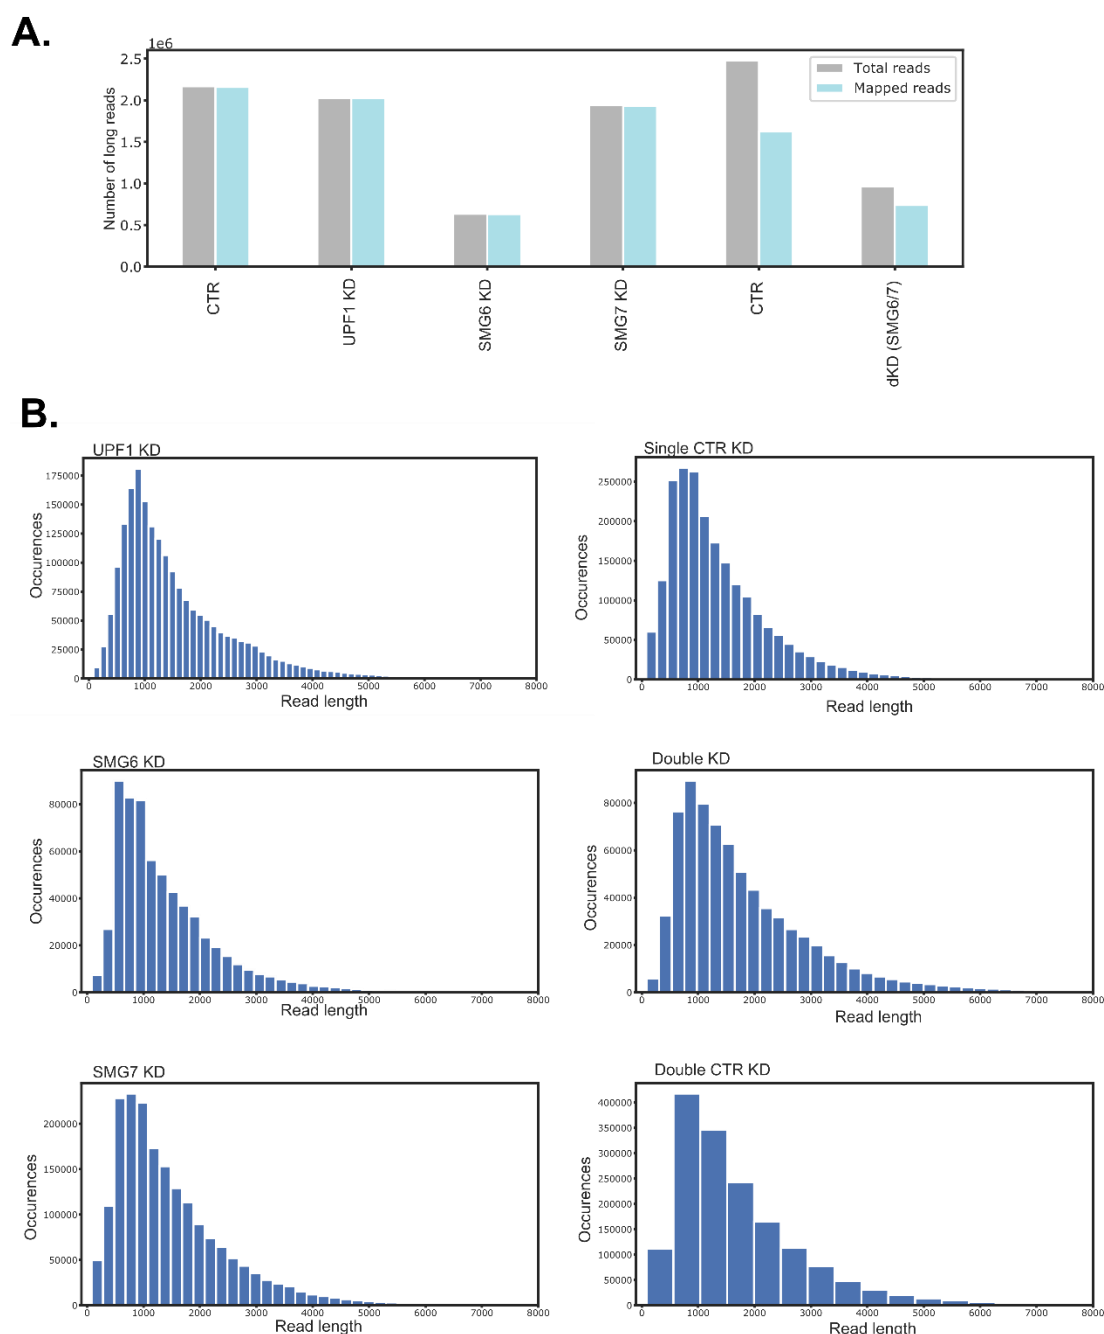 A.
1e6
2.5
2.0
1.5
1.0
0.5
0.0
Number of long reads
Total reads
Mapped reads
CTR
UPF1 KD
SMG6 KD
SMG7 KD
CTR
dKD (SMG6/7)
B.
UPF1 KD
175000
150000
125000
100000
75000
50000
25000
0
Occurences
0 1000 2000 3000 4000 5000 6000 7000 8000
Read length
Single CTR KD
250000
200000
150000
100000
50000
0
Occurences
0 1000 2000 3000 4000 5000 6000 7000 8000
Read length
SMG6 KD
80000
60000
40000
20000
0
Occurences
0 1000 2000 3000 4000 5000 6000 7000 8000
Read length
Double KD
80000
60000
40000
20000
0
Occurences
0 1000 2000 3000 4000 5000 6000 7000 8000
Read length
SMG7 KD
200000
150000
100000
50000
0
Occurences
0 1000 2000 3000 4000 5000 6000 7000 8000
Read length
Double CTR KD
400000
350000
300000
250000
200000
150000
100000
50000
0
Occurences
0 1000 2000 3000 4000 5000 6000 7000 8000
Read length